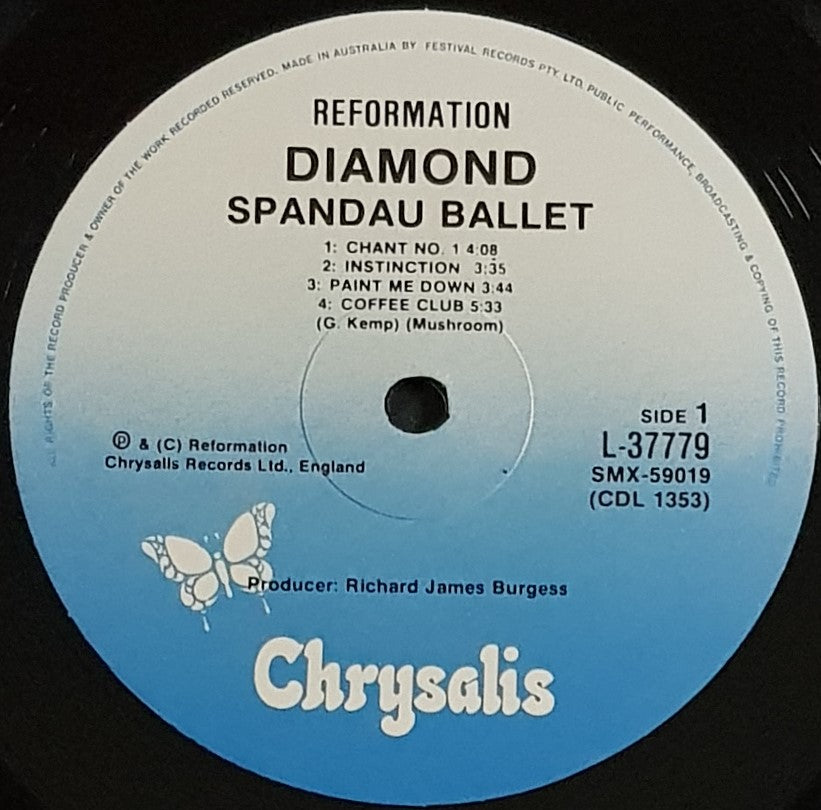 ALL RIGHTS OF THE RECORD PRODUCER & OWNER OF THE WORK RECORDED RESERVED. MADE IN AUSTRALIA BY FESTIVAL RECORDS PTY. LTD. PUBLIC PERFORMANCE, BROADCASTING & COPYING OF THIS RECORD PROHIBITED
REFORMATION
DIAMOND
SPANDAU BALLET
1: CHANT NO. 1 4:08
2: INSTINCTION 3:35
3: PAINT ME DOWN 3:44
4: COFFEE CLUB 5:33
(G. Kemp) (Mushroom)
SIDE 1
L-37779
SMX-59019
(CDL 1353)
Ⓟ & (C) Reformation
Chrysalis Records Ltd., England
Producer: Richard James Burgess
Chrysalis